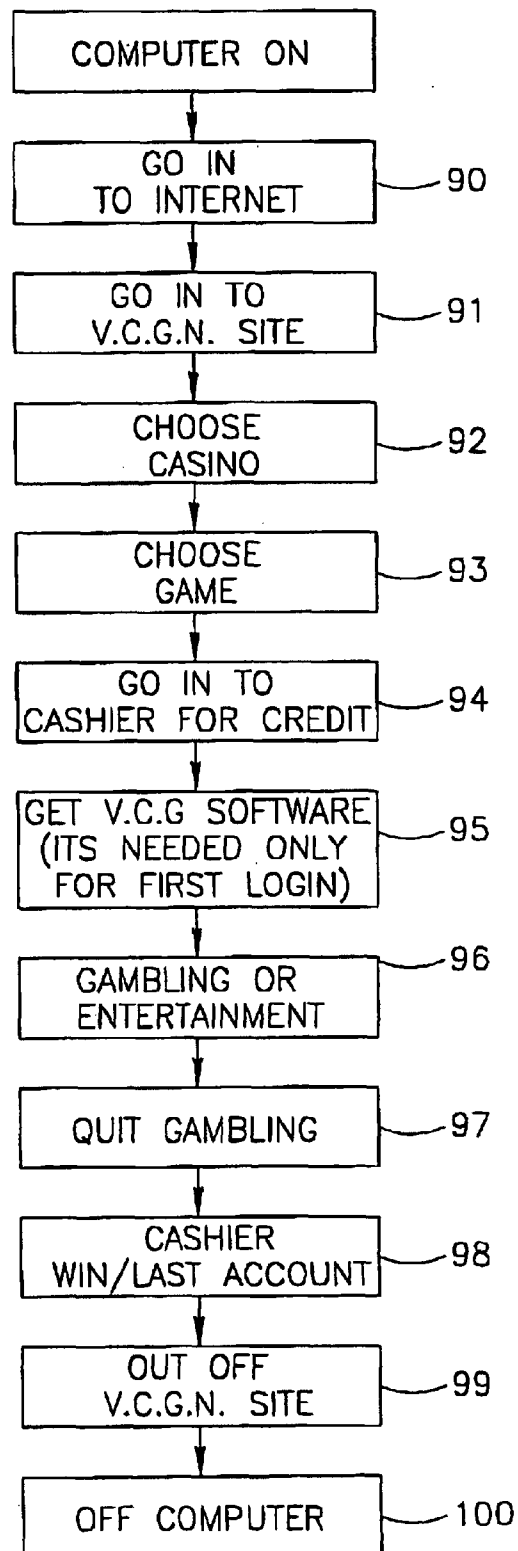 COMPUTER ON
GO IN
TO INTERNET
90
GO IN TO
V.C.G.N. SITE
91
CHOOSE
CASINO
92
CHOOSE
GAME
93
GO IN TO
CASHIER FOR CREDIT
94
GET V.C.G SOFTWARE
(ITS NEEDED ONLY
FOR FIRST LOGIN)
95
GAMBLING OR
ENTERTAINMENT
96
QUIT GAMBLING
97
CASHIER
WIN/LAST ACCOUNT
98
OUT OFF
V.C.G.N. SITE
99
OFF COMPUTER
100